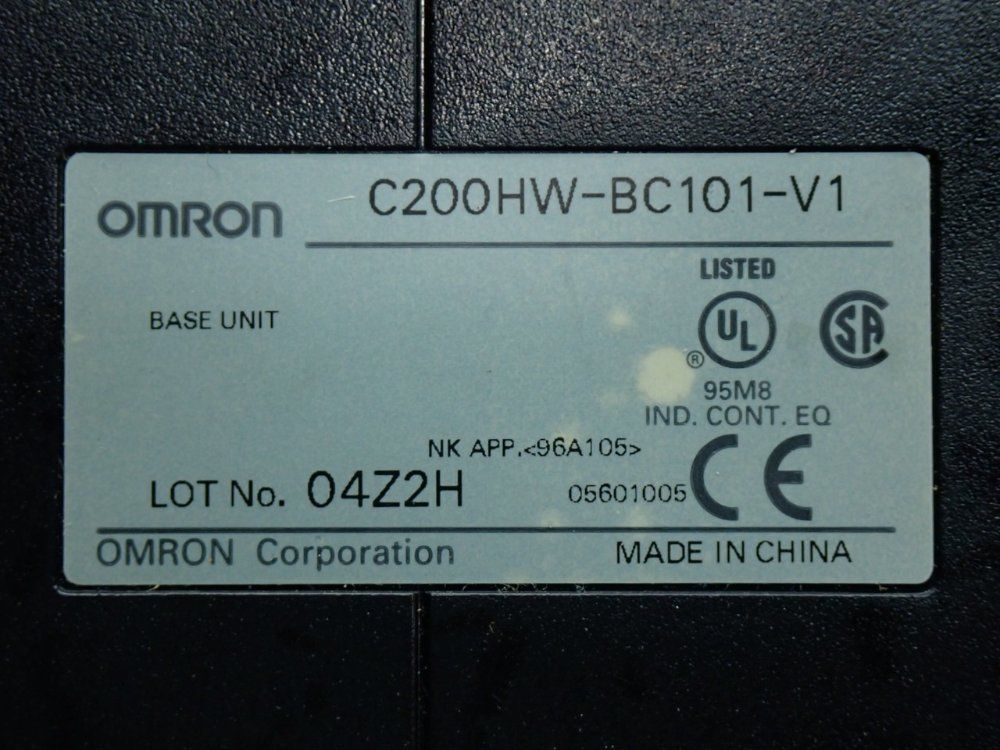 OMRON
C200HW-BC101-V1
BASE UNIT
LISTED
UL
®
SA
95M8
IND. CONT. EQ
NK APP.<96A105>
LOT No. 04Z2H
05601005
CE
OMRON Corporation
MADE IN CHINA